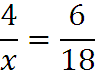 4/x = 6/18